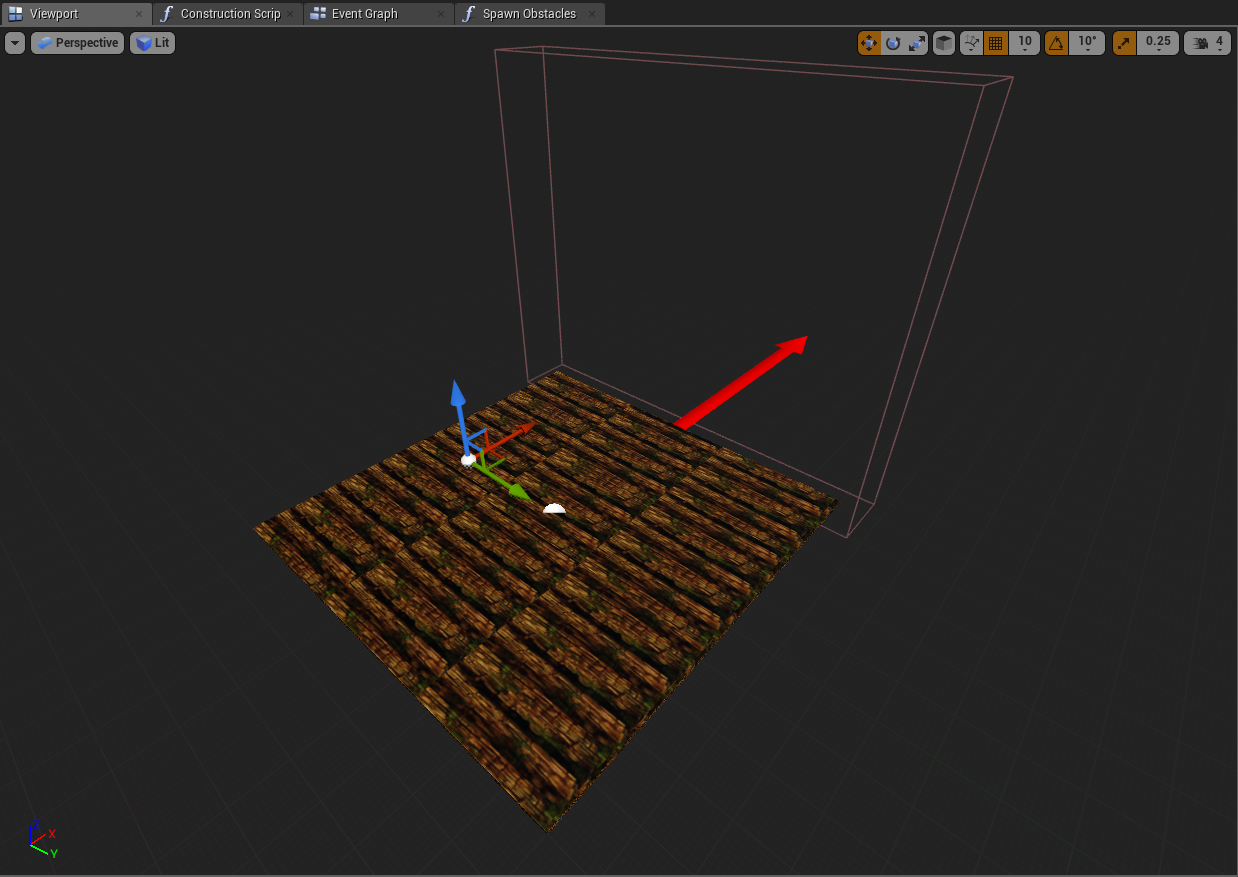 Viewport
Construction Scrip
Event Graph
Spawn Obstacles
Perspective
Lit
10
10°
0.25
4
Z
X
Y